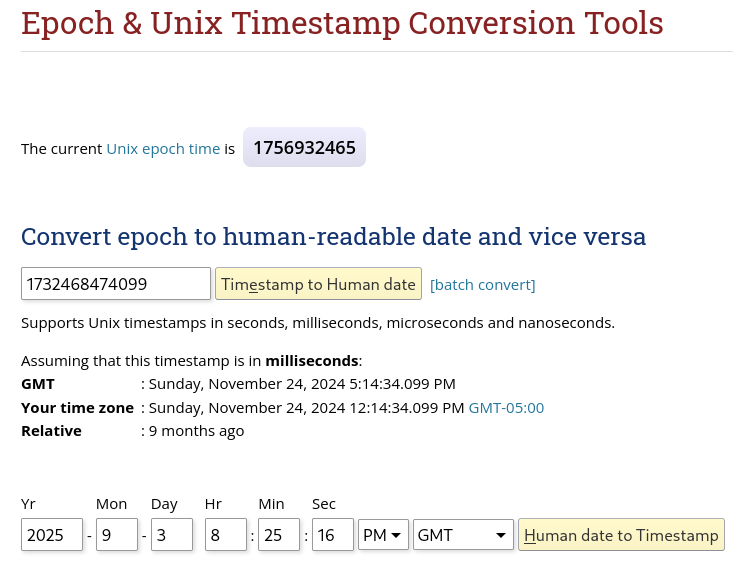 Epoch & Unix Timestamp Conversion Tools
The current Unix epoch time is 1756932465
Convert epoch to human-readable date and vice versa
1732468474099 Timestamp to Human date [batch convert]
Supports Unix timestamps in seconds, milliseconds, microseconds and nanoseconds.
Assuming that this timestamp is in milliseconds:
GMT : Sunday, November 24, 2024 5:14:34.099 PM
Your time zone : Sunday, November 24, 2024 12:14:34.099 PM GMT-05:00
Relative : 9 months ago
Yr Mon Day Hr Min Sec
2025 - 9 - 3 8 : 25 : 16 PM GMT Human date to Timestamp